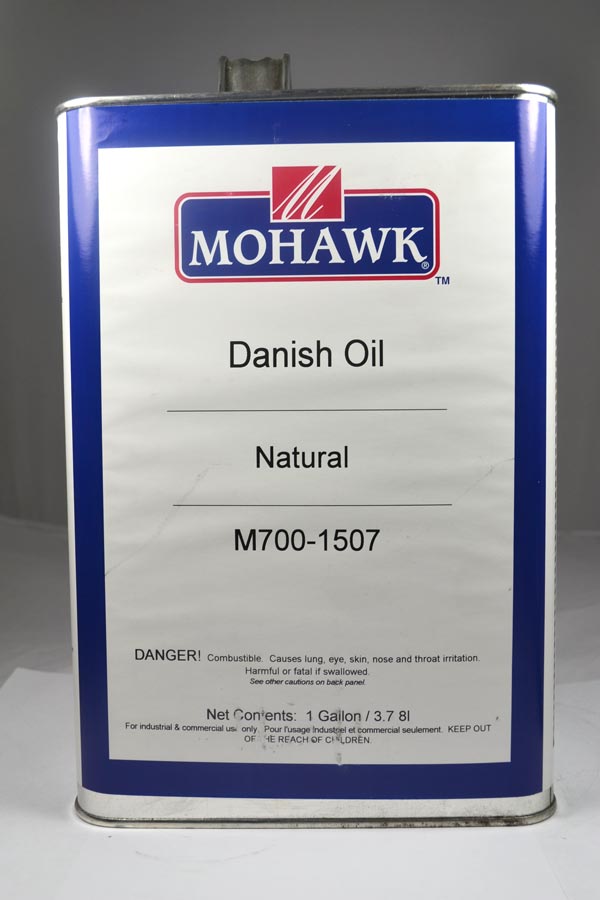 M
MOHAWK®
TM
Danish Oil
Natural
M700-1507
DANGER! Combustible. Causes lung, eye, skin, nose and throat irritation.
Harmful or fatal if swallowed.
See other cautions on back panel.
Net Contents: 1 Gallon / 3.7 8l
For industrial & commercial use only. Pour l'usage Industriel et commercial seulement. KEEP OUT
OF THE REACH OF CHILDREN.